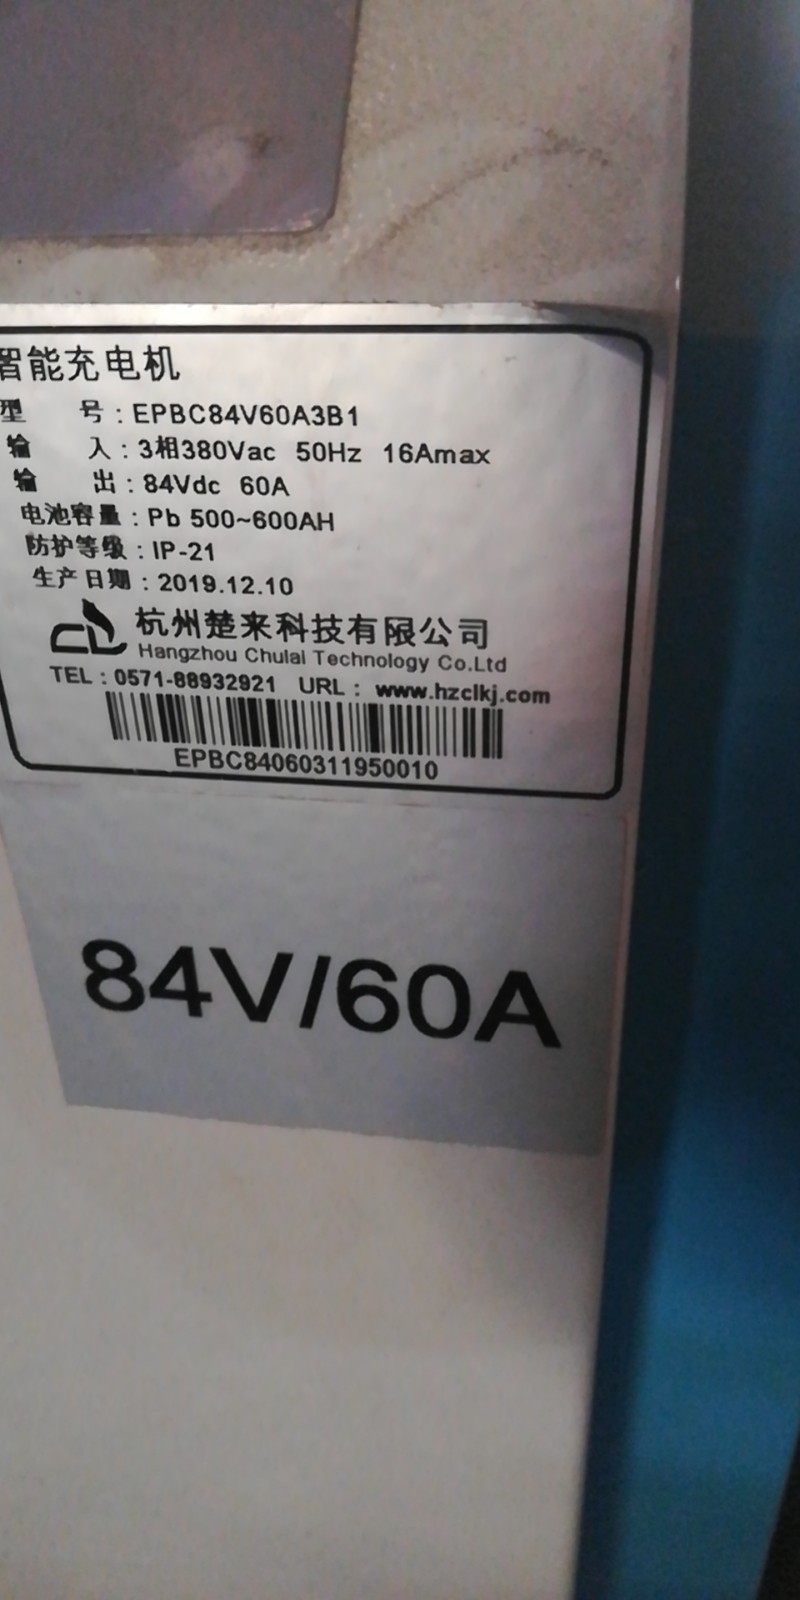 智能充电机
型 号：EPBC84V60A3B1
输 入：3相380Vac 50Hz 16Amax
输 出：84Vdc 60A
电池容量：Pb 500~600AH
防护等级：IP-21
生产日期：2019.12.10
杭州楚来科技有限公司
Hangzhou Chulai Technology Co.Ltd
TEL：0571-88932921 URL：www.hzclkj.com
EPBC84060311950010
84V/60A